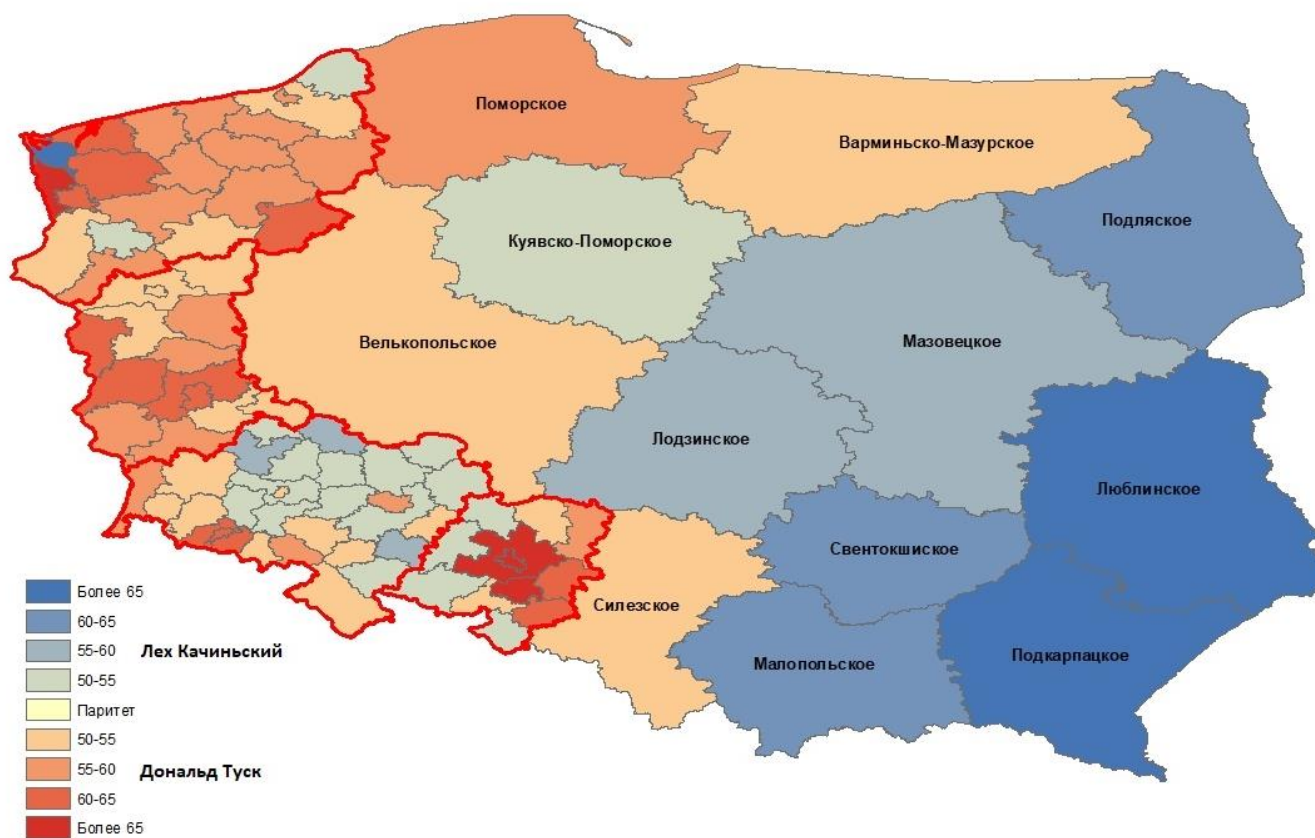 Поморское
Варминьско-Мазурское
Подляское
Куявско-Поморское
Велькопольское
Мазовецкое
Лодзинское
Люблинское
Свентокшиское
Силезское
Малопольское
Подкарпацкое
Более 65
60-65
55-60 Лех Качиньский
50-55
Паритет
50-55
55-60 Дональд Туск
60-65
Более 65